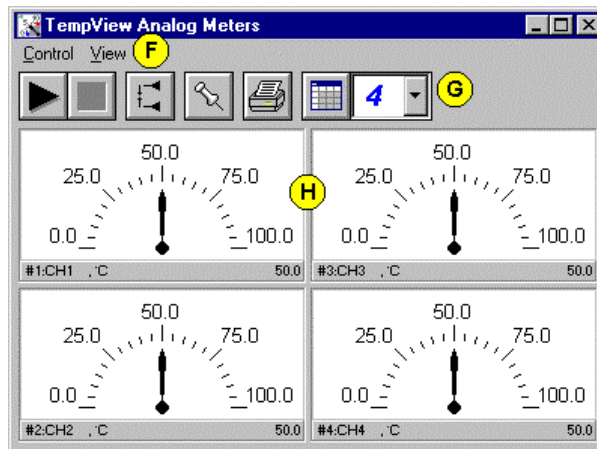 TempView Analog Meters
Control View F
4 G
50.0 50.0
25.0 75.0 H 25.0 75.0
0.0 100.0 0.0 100.0
#1:CH1 ,°C 50.0 #3:CH3 ,°C 50.0
50.0 50.0
25.0 75.0 25.0 75.0
0.0 100.0 0.0 100.0
#2:CH2 ,°C 50.0 #4:CH4 ,°C 50.0